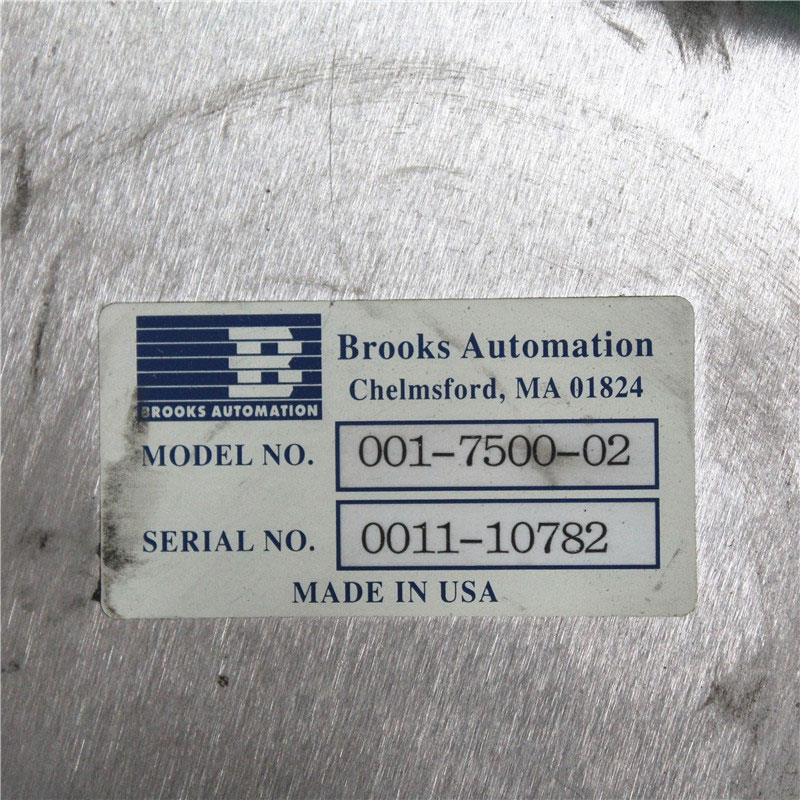 B
BROOKS AUTOMATION
Brooks Automation
Chelmsford, MA 01824
MODEL NO. 001-7500-02
SERIAL NO. 0011-10782
MADE IN USA